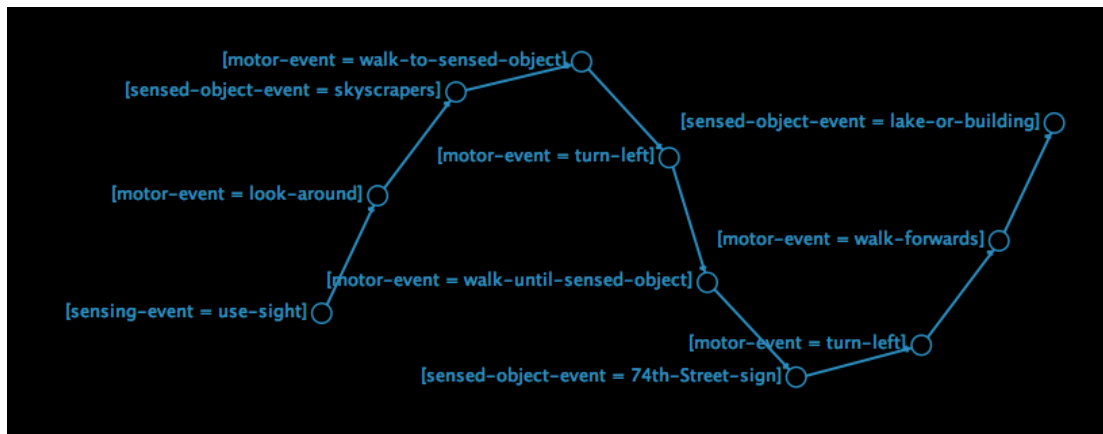 [motor-event = walk-to-sensed-object]
[sensed-object-event = skyscrapers]
[sensed-object-event = lake-or-building]
[motor-event = turn-left]
[motor-event = look-around]
[motor-event = walk-forwards]
[motor-event = walk-until-sensed-object]
[sensing-event = use-sight]
[motor-event = turn-left]
[sensed-object-event = 74th-Street-sign]